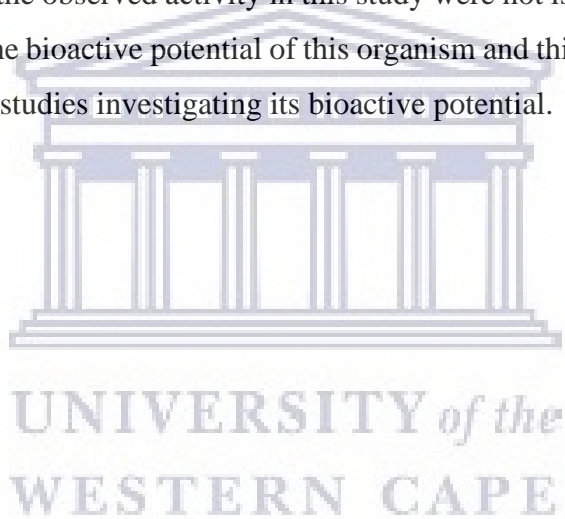 the observed activity in this study were not is
he bioactive potential of this organism and thi
studies investigating its bioactive potential.
UNIVERSITY of the
WESTERN CAPE